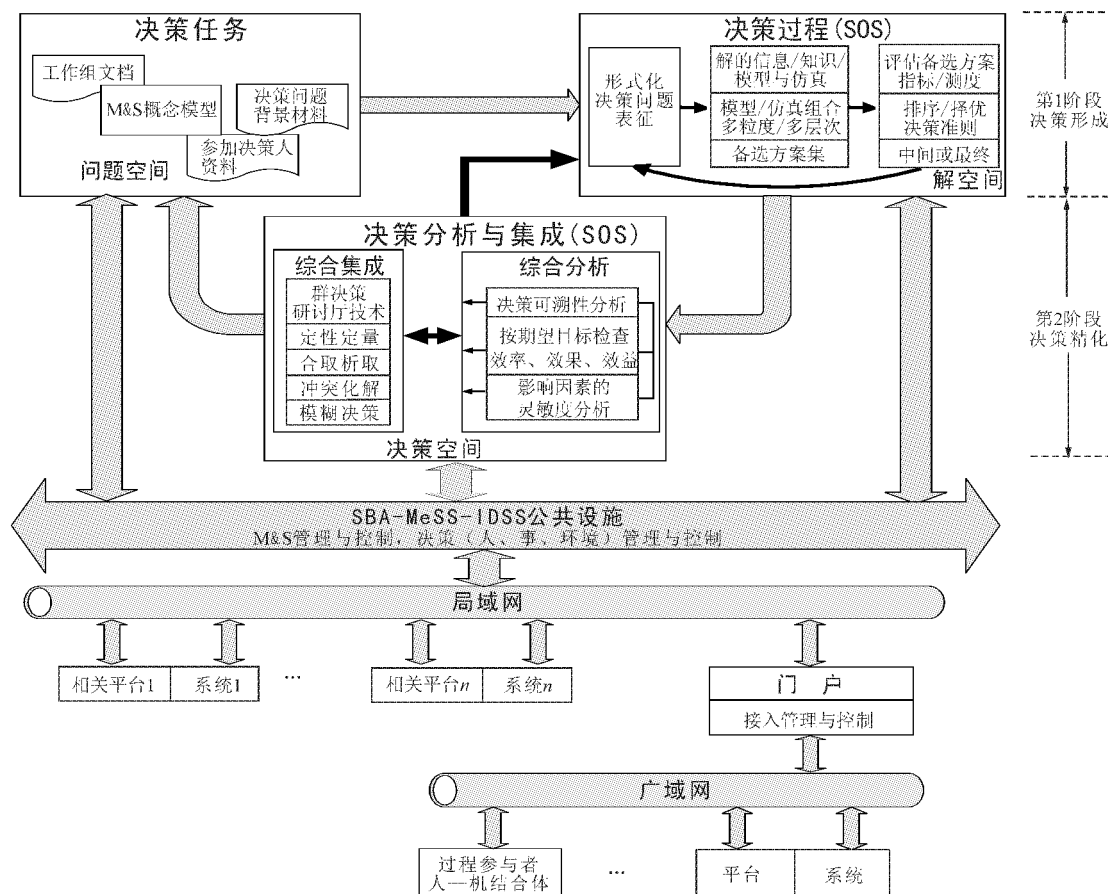 决策任务
工作组文档
M&S概念模型
决策问题
背景材料
参加决策人
资料
问题空间
决策过程(SOS)
形式化
决策问题
表征
解的信息/知识/
模型与仿真
模型/仿真组合
多粒度/多层次
备选方案集
评估备选方案
指标/测度
排序/择优
决策准则
中间或最终
解空间
第1阶段
决策形成
决策分析与集成(SOS)
综合集成
群决策
研讨厅技术
定性定量
合取析取
冲突化解
模糊决策
综合分析
决策可溯性分析
按期望目标检查
效率、效果、效益
影响因素的
灵敏度分析
决策空间
第2阶段
决策精化
SBA-MeSS-IDSS公共设施
M&S管理与控制,决策(人、事、环境)管理与控制
局域网
相关平台1
系统1
…
相关平台n
系统n
门 户
接入管理与控制
广域网
过程参与者
人—机结合体
…
平台
系统